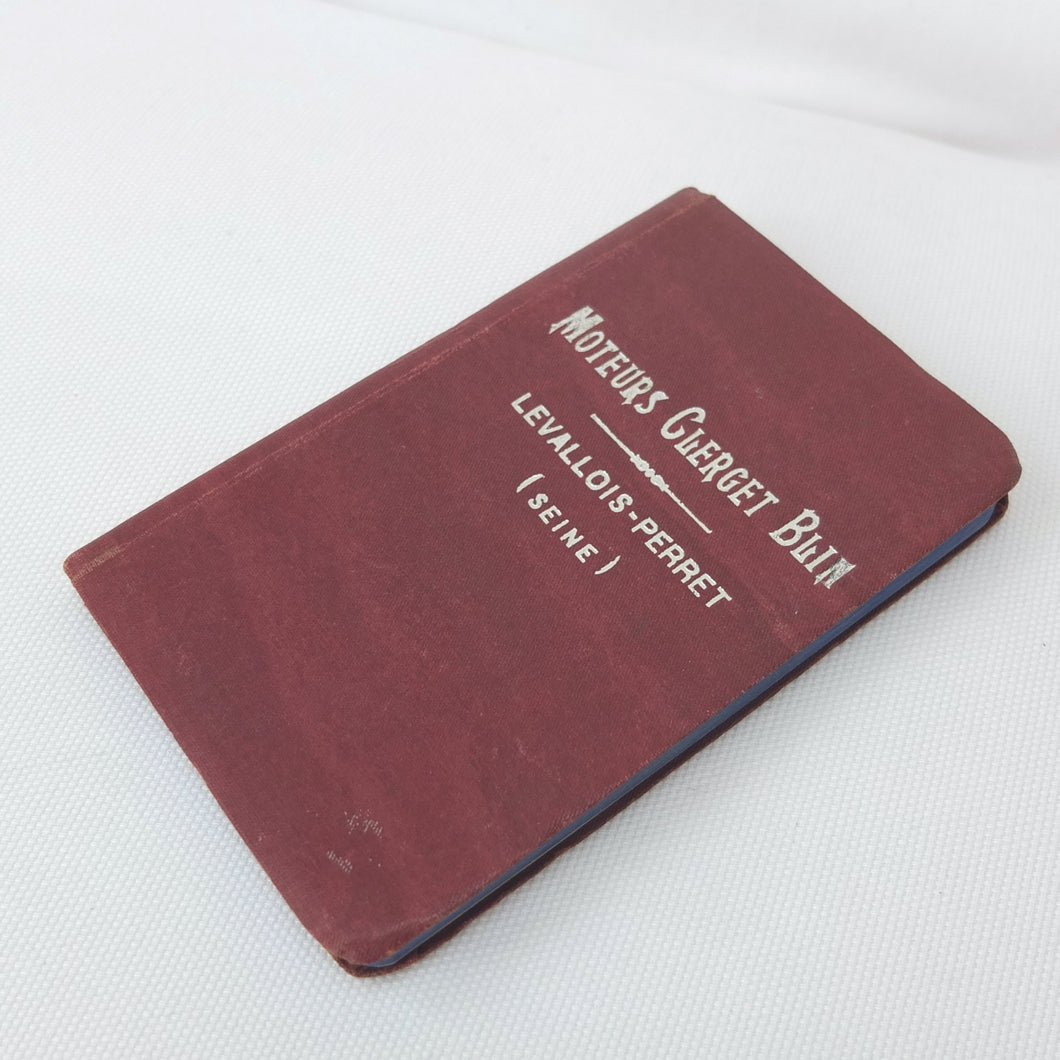 MOTEURS CLERGET BLIN
LEVALLOIS-PERRET
(SEINE)